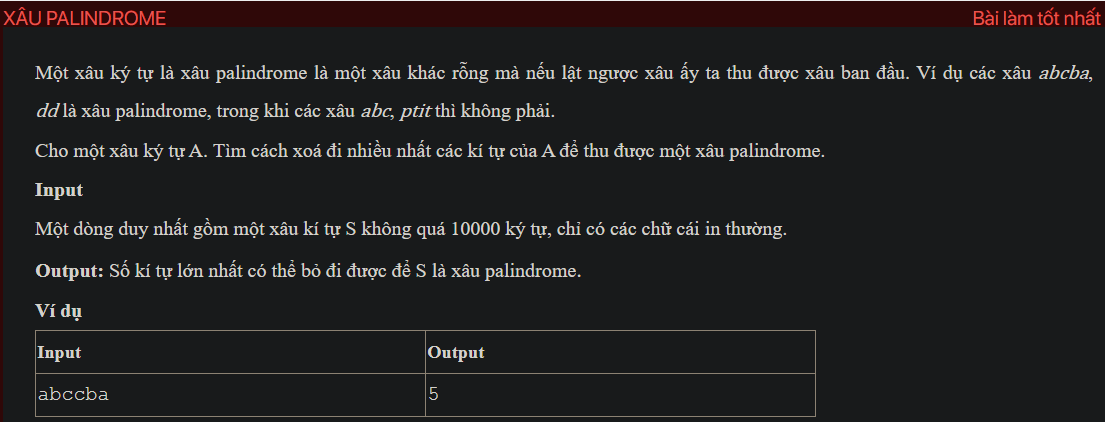 XÂU PALINDROME Bài làm tốt nhất
Một xâu ký tự là xâu palindrome là một xâu khác rỗng mà nếu lật ngược xâu ấy ta thu được xâu ban đầu. Ví dụ các xâu abcba,
dd là xâu palindrome, trong khi các xâu abc, ptit thì không phải.
Cho một xâu ký tự A. Tìm cách xoá đi nhiều nhất các kí tự của A để thu được một xâu palindrome.
Input
Một dòng duy nhất gồm một xâu kí tự S không quá 10000 ký tự, chỉ có các chữ cái in thường.
Output: Số kí tự lớn nhất có thể bỏ đi được để S là xâu palindrome.
Ví dụ
Input Output
abccba 5